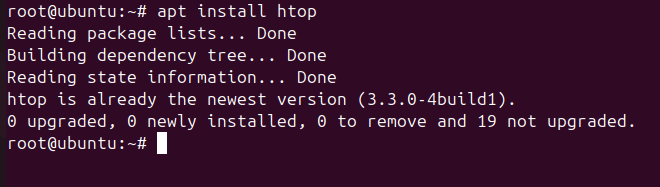 root@ubuntu:~# apt install htop
Reading package lists... Done
Building dependency tree... Done
Reading state information... Done
htop is already the newest version (3.3.0-4build1).
0 upgraded, 0 newly installed, 0 to remove and 19 not upgraded.
root@ubuntu:~#